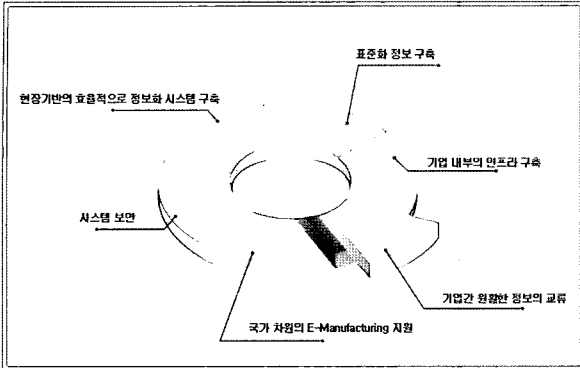 표준화 정보 구축
현장기반의 효율적으로 정보화 시스템 구축
기업 내부의 인프라 구축
시스템 보안
기업간 원활한 정보의 교류
국가 차원의 E-Manufacturing 지원